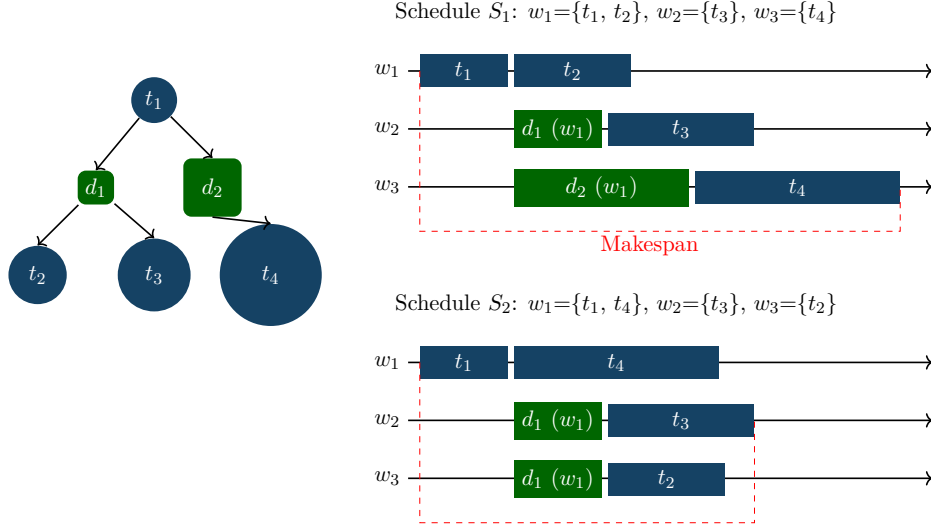 t₁
d₁
d₂
t₂
t₃
t₄
Schedule S₁: w₁={t₁, t₂}, w₂={t₃}, w₃={t₄}
w₁ t₁ t₂
w₂ d₁ (w₁) t₃
w₃ d₂ (w₁) t₄
Makespan
Schedule S₂: w₁={t₁, t₄}, w₂={t₃}, w₃={t₂}
w₁ t₁ t₄
w₂ d₁ (w₁) t₃
w₃ d₁ (w₁) t₂